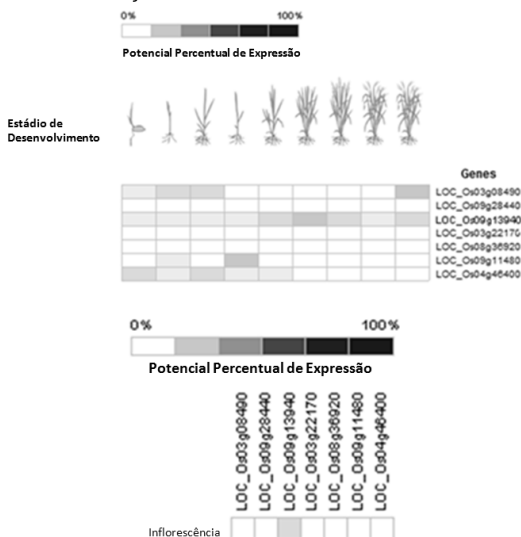 0%
100%
Potencial Percentual de Expressão
Estádio de
Desenvolvimento
Genes
LOC_Os03g08490
LOC_Os09g28440
LOC_Os09g13940
LOC_Os03g22170
LOC_Os08g36920
LOC_Os09g11480
LOC_Os04g46400
0%
100%
Potencial Percentual de Expressão
LOC_Os03g08490
LOC_Os09g28440
LOC_Os09g13940
LOC_Os03g22170
LOC_Os08g36920
LOC_Os09g11480
LOC_Os04g46400
Inflorescência